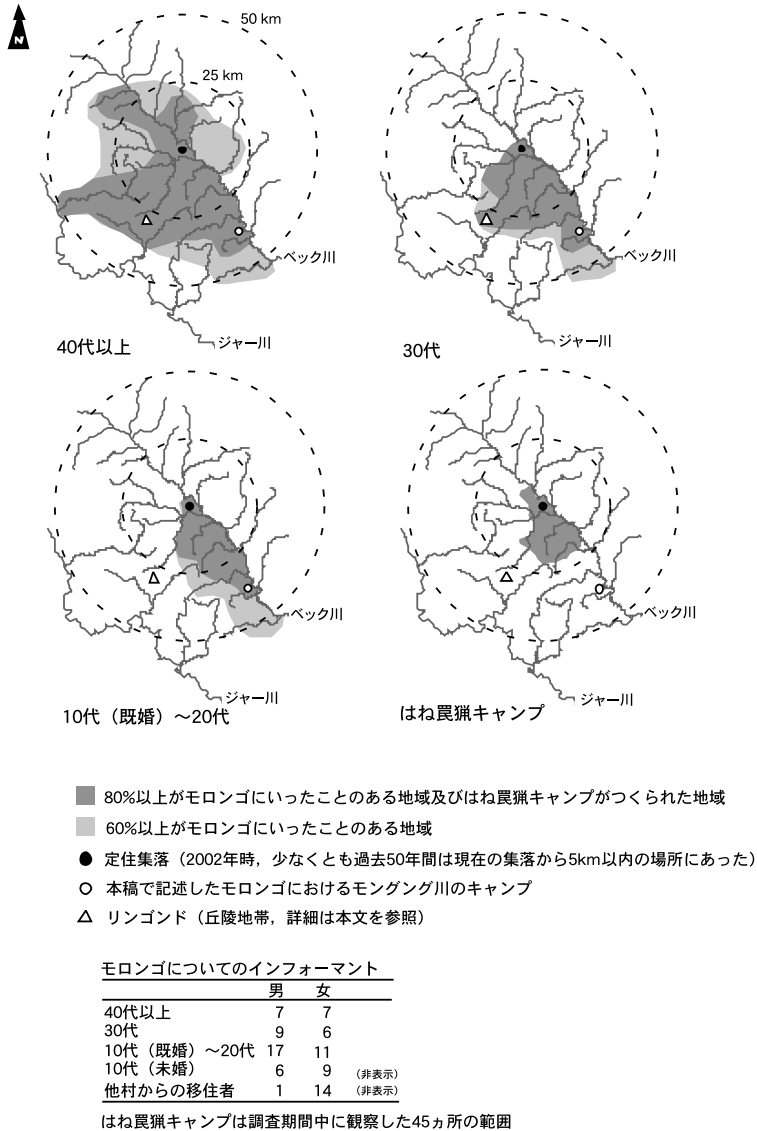 N
50 km
25 km
ベック川
ジャー川
40代以上
ベック川
ジャー川
30代
ベック川
ジャー川
10代（既婚）〜20代
ベック川
ジャー川
はね罠猟キャンプ
80%以上がモロンゴにいったことのある地域及びはね罠猟キャンプがつくられた地域
60%以上がモロンゴにいったことのある地域
定住集落（2002年時，少なくとも過去50年間は現在の集落から5km以内の場所にあった）
本稿で記述したモロンゴにおけるモングング川のキャンプ
リンゴンド（丘陵地帯，詳細は本文を参照）
モロンゴについてのインフォーマント
男 女
40代以上 7 7
30代 9 6
10代（既婚）〜20代 17 11
10代（未婚） 6 9 （非表示）
他村からの移住者 1 14 （非表示）
はね罠猟キャンプは調査期間中に観察した45ヵ所の範囲